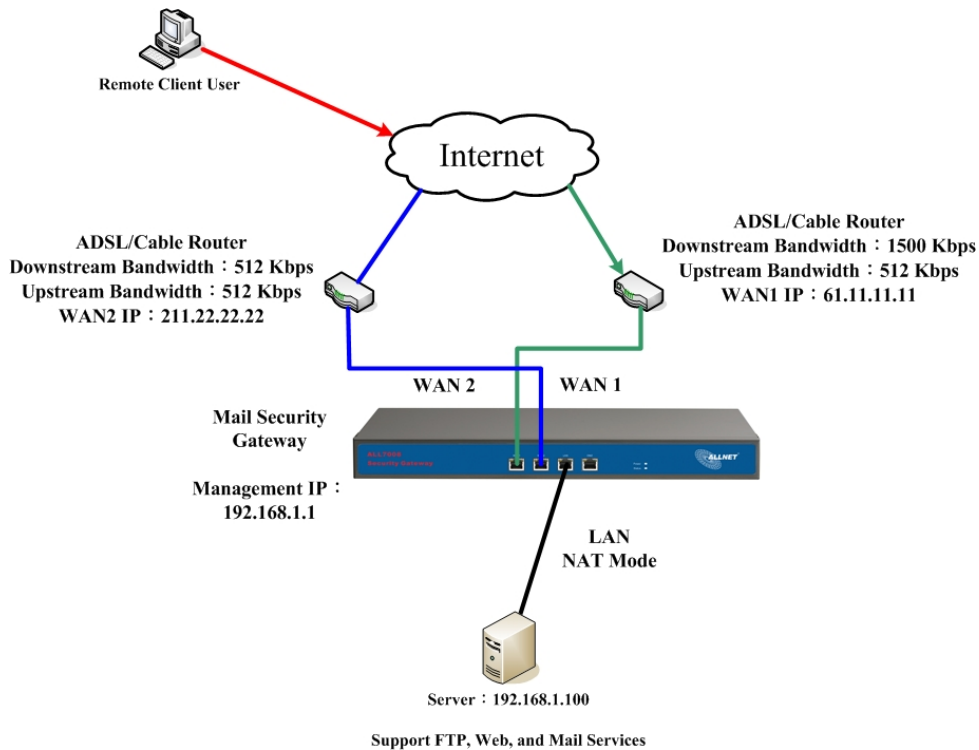 Remote Client User
Internet
ADSL/Cable Router
Downstream Bandwidth：512 Kbps
Upstream Bandwidth：512 Kbps
WAN2 IP：211.22.22.22
ADSL/Cable Router
Downstream Bandwidth：1500 Kbps
Upstream Bandwidth：512 Kbps
WAN1 IP：61.11.11.11
WAN 2
WAN 1
Mail Security
Gateway
Security Gateway
ALLNET
Management IP：
192.168.1.1
LAN
NAT Mode
Server：192.168.1.100
Support FTP, Web, and Mail Services